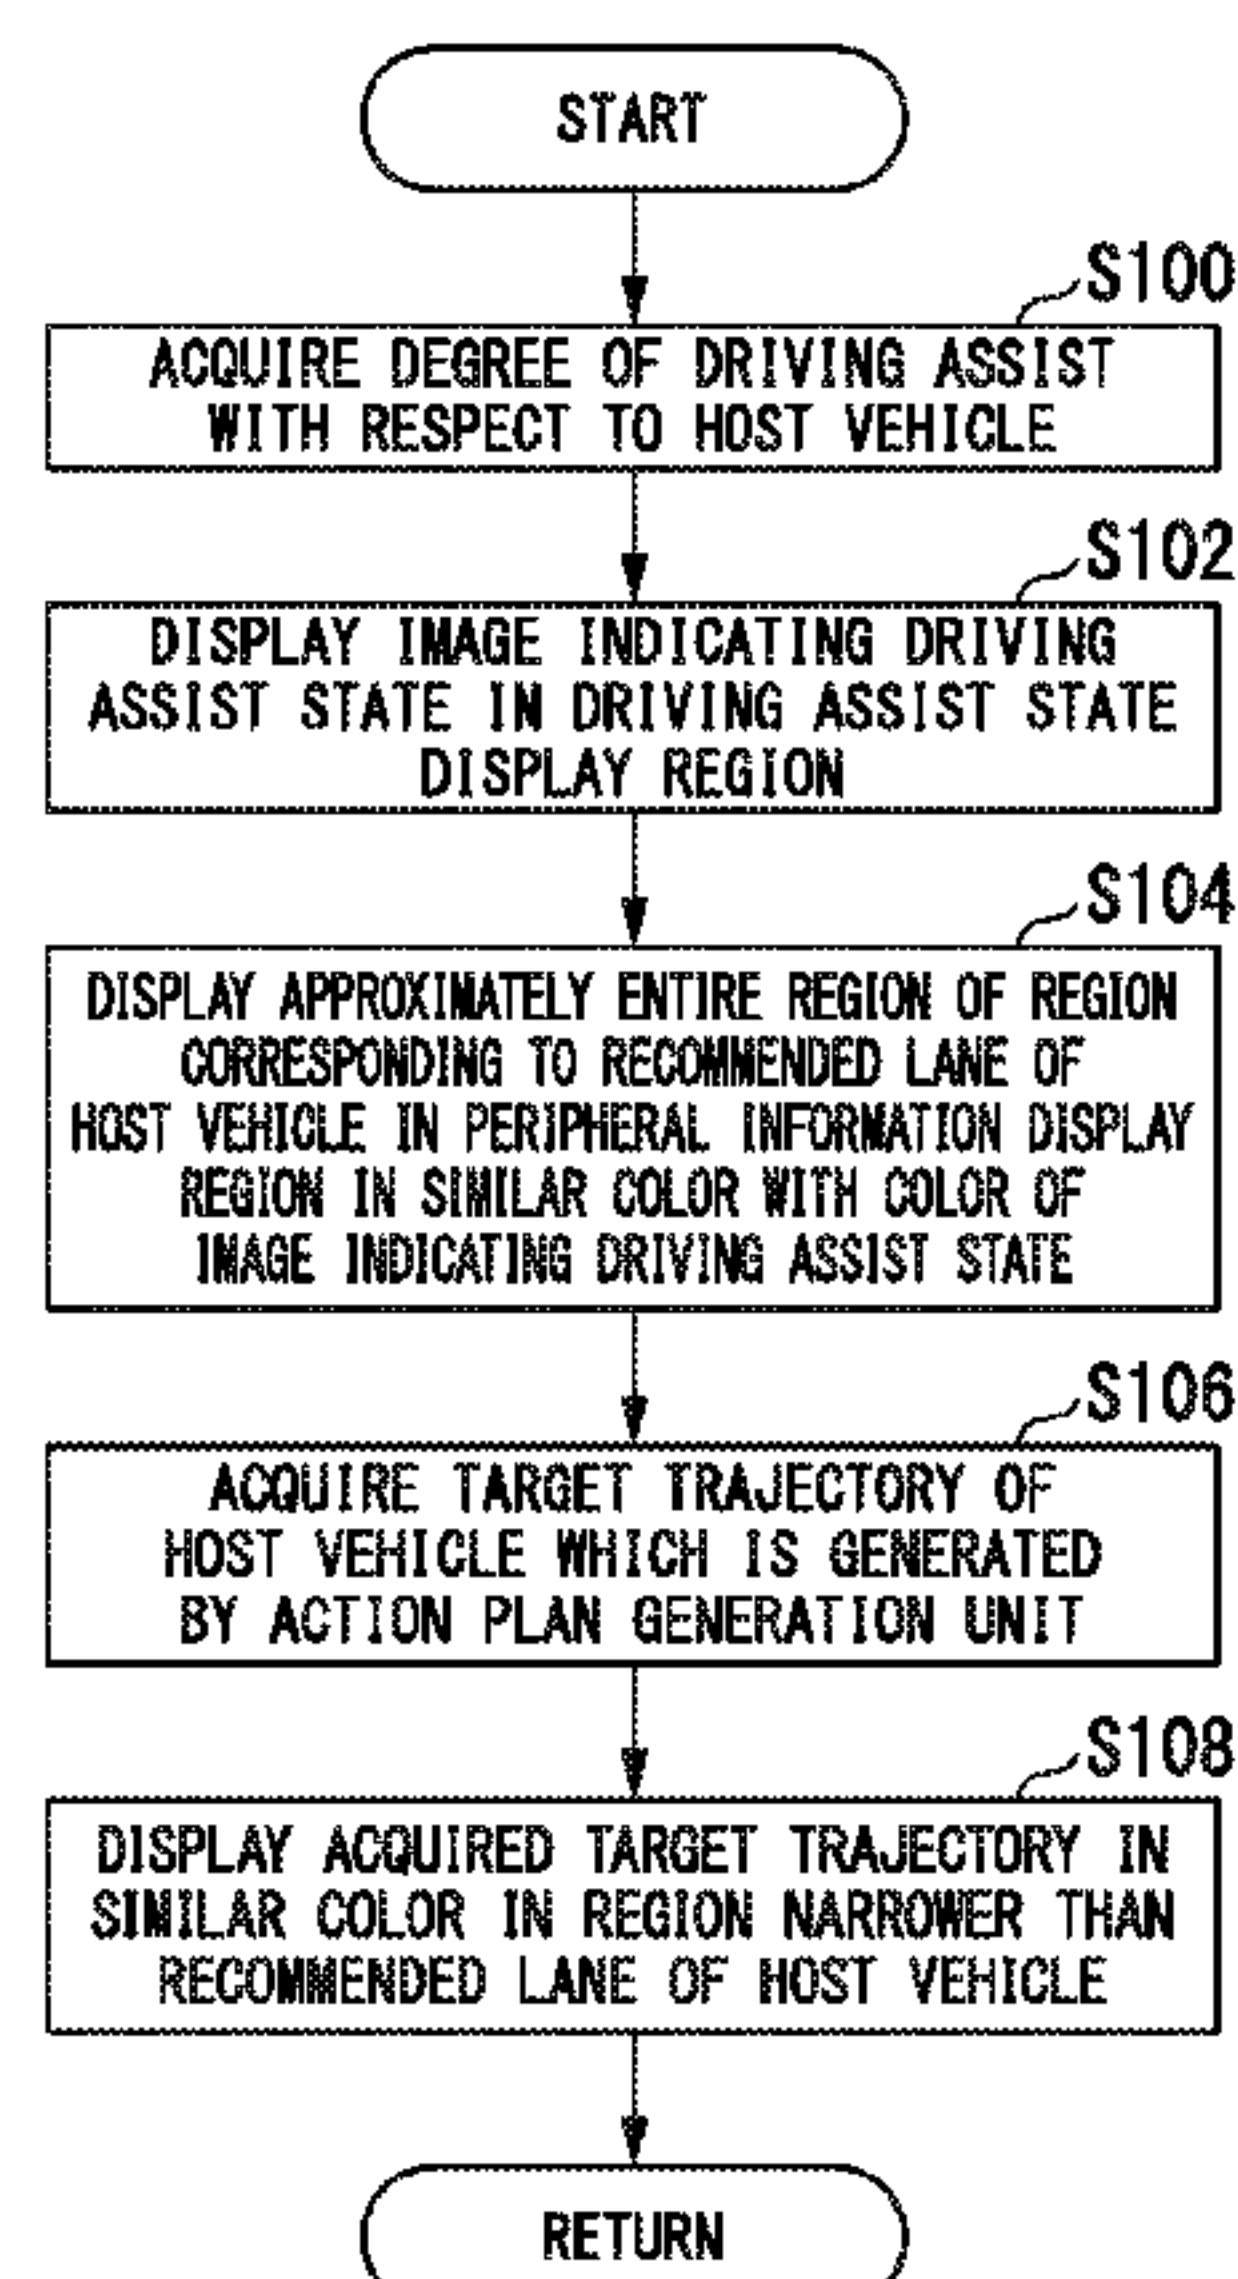 START
S100
ACQUIRE DEGREE OF DRIVING ASSIST
WITH RESPECT TO HOST VEHICLE
S102
DISPLAY IMAGE INDICATING DRIVING
ASSIST STATE IN DRIVING ASSIST STATE
DISPLAY REGION
S104
DISPLAY APPROXIMATELY ENTIRE REGION OF REGION
CORRESPONDING TO RECOMMENDED LANE OF
HOST VEHICLE IN PERIPHERAL INFORMATION DISPLAY
REGION IN SIMILAR COLOR WITH COLOR OF
IMAGE INDICATING DRIVING ASSIST STATE
S106
ACQUIRE TARGET TRAJECTORY OF
HOST VEHICLE WHICH IS GENERATED
BY ACTION PLAN GENERATION UNIT
S108
DISPLAY ACQUIRED TARGET TRAJECTORY IN
SIMILAR COLOR IN REGION NARROWER THAN
RECOMMENDED LANE OF HOST VEHICLE
RETURN